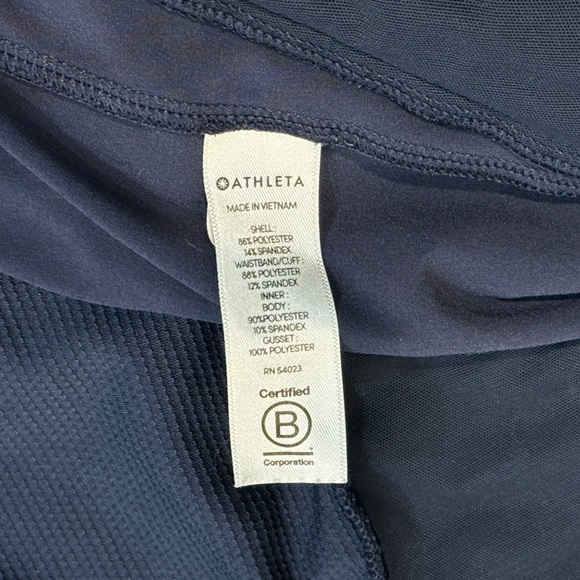 ATHLETA
MADE IN VIETNAM
SHELL :
86% POLYESTER
14% SPANDEX
WAISTBAND/CUFF :
88% POLYESTER
12% SPANDEX
INNER :
BODY :
90%POLYESTER
10% SPANDEX
GUSSET :
100% POLYESTER
RN 54023
Certified
B
Corporation